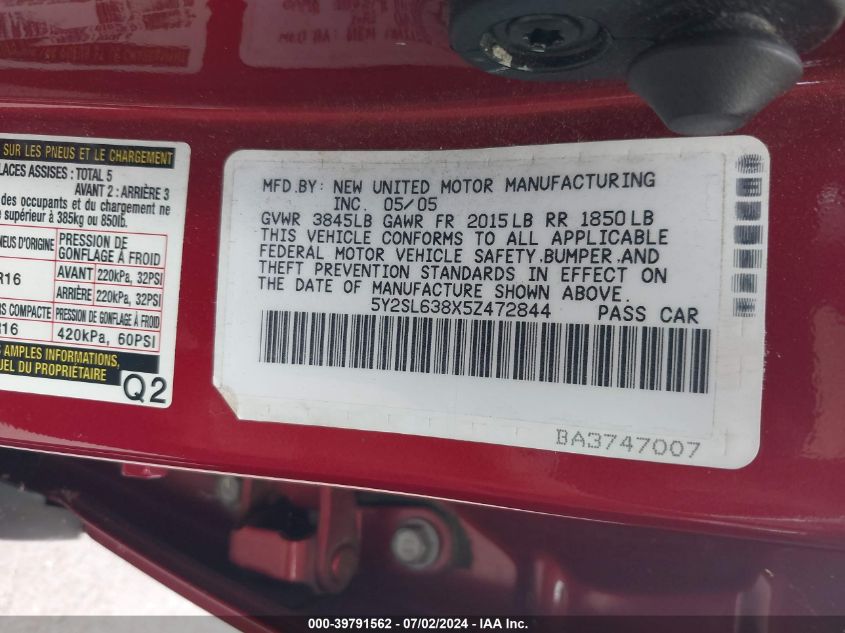 SUR LES PNEUS ET LE CHARGEMENT
PLACES ASSISES : TOTAL 5
AVANT 2 : ARRIÈRE 3
des occupants et du chargement ne
supérieur à 385kg ou 850lb.
PNEUS D'ORIGINE PRESSION DE GONFLAGE À FROID
R16 AVANT 220kPa, 32PSI
ARRIÈRE 220kPa, 32PSI
COMPACTE PRESSION DE GONFLAGE À FROID
R16 420kPa, 60PSI
AMPLES INFORMATIONS,
DU PROPRIÉTAIRE
Q2
MFD.BY: NEW UNITED MOTOR MANUFACTURING
INC. 05/05
GVWR 3845LB GAWR FR 2015LB RR 1850LB
THIS VEHICLE CONFORMS TO ALL APPLICABLE
FEDERAL MOTOR VEHICLE SAFETY,BUMPER,AND
THEFT PREVENTION STANDARDS IN EFFECT ON
THE DATE OF MANUFACTURE SHOWN ABOVE.
5Y2SL638X5Z472844 PASS CAR
BA3747007
000-39791562 - 07/02/2024 - IAA Inc.